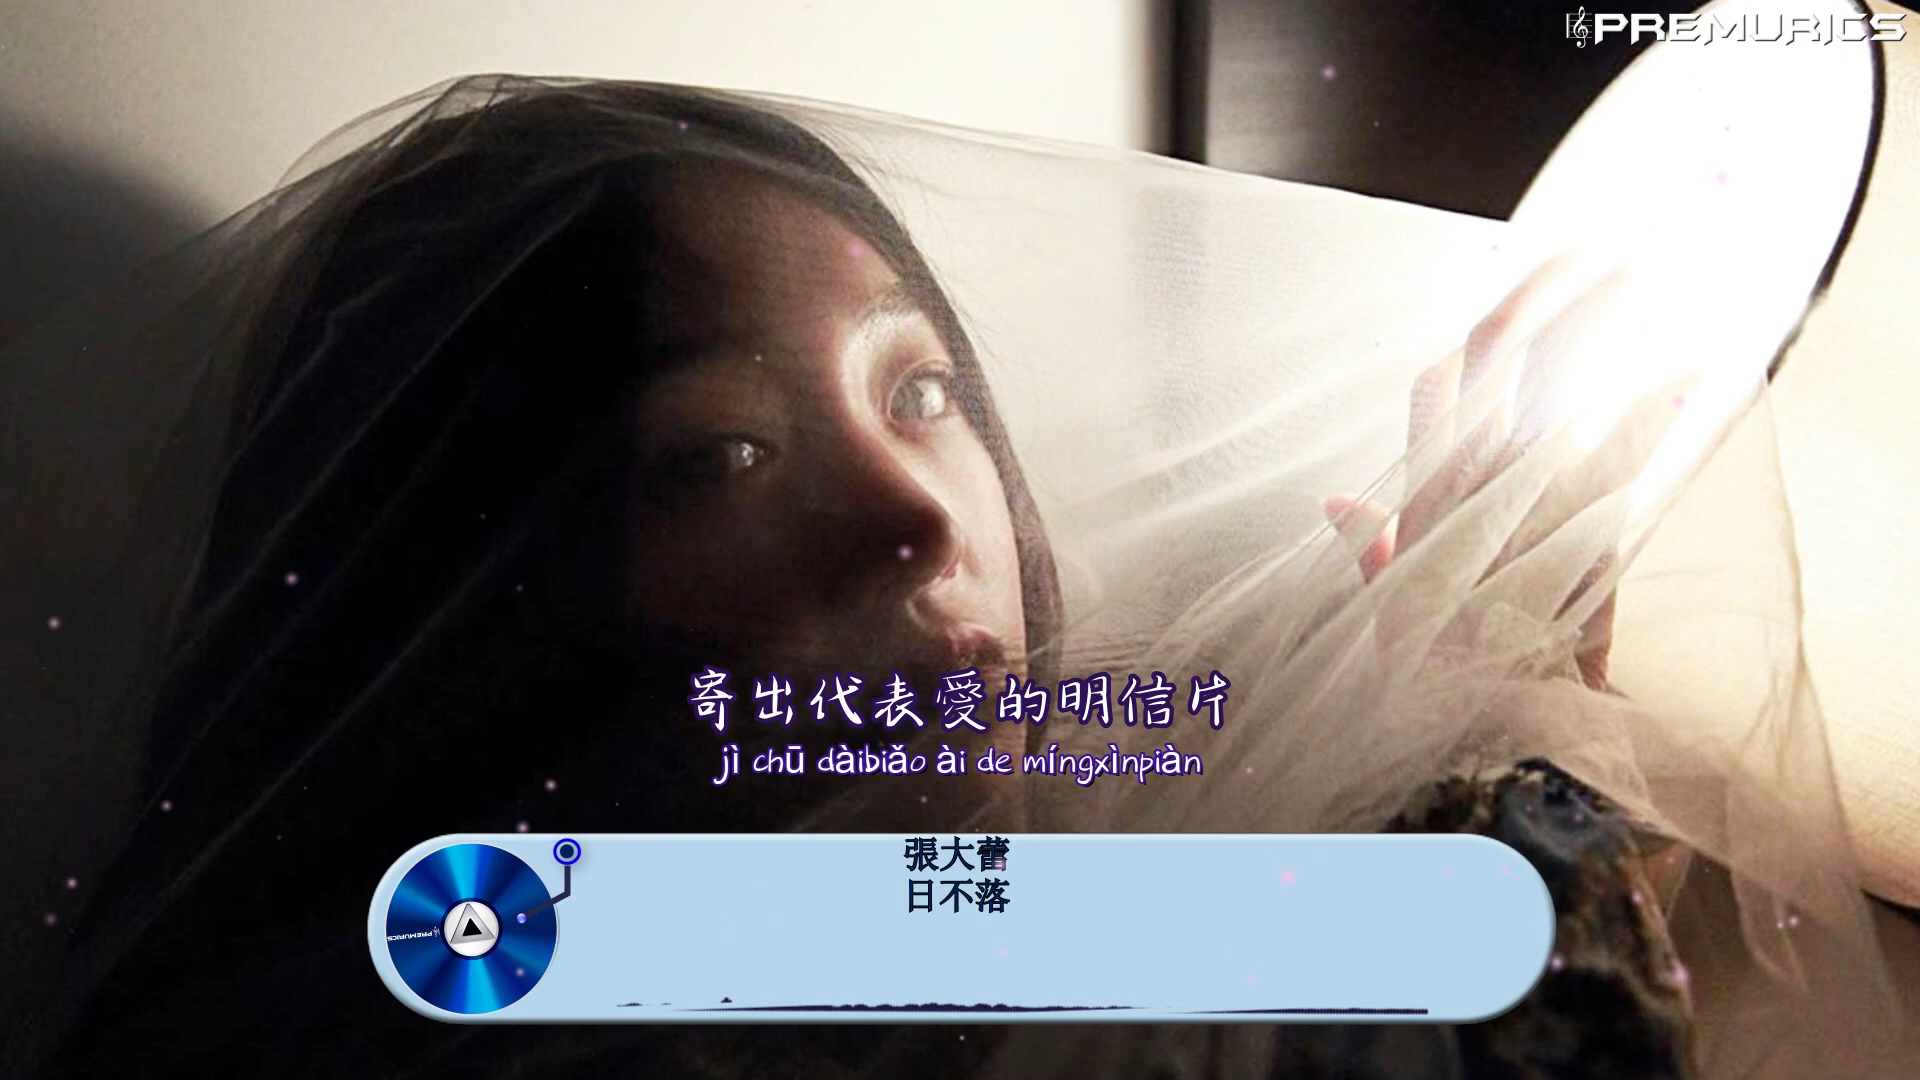 PREMURICS
寄出代表愛的明信片
jì chū dàibiǎo ài de míngxìnpiàn
張大蕾
日不落
PREMURICS